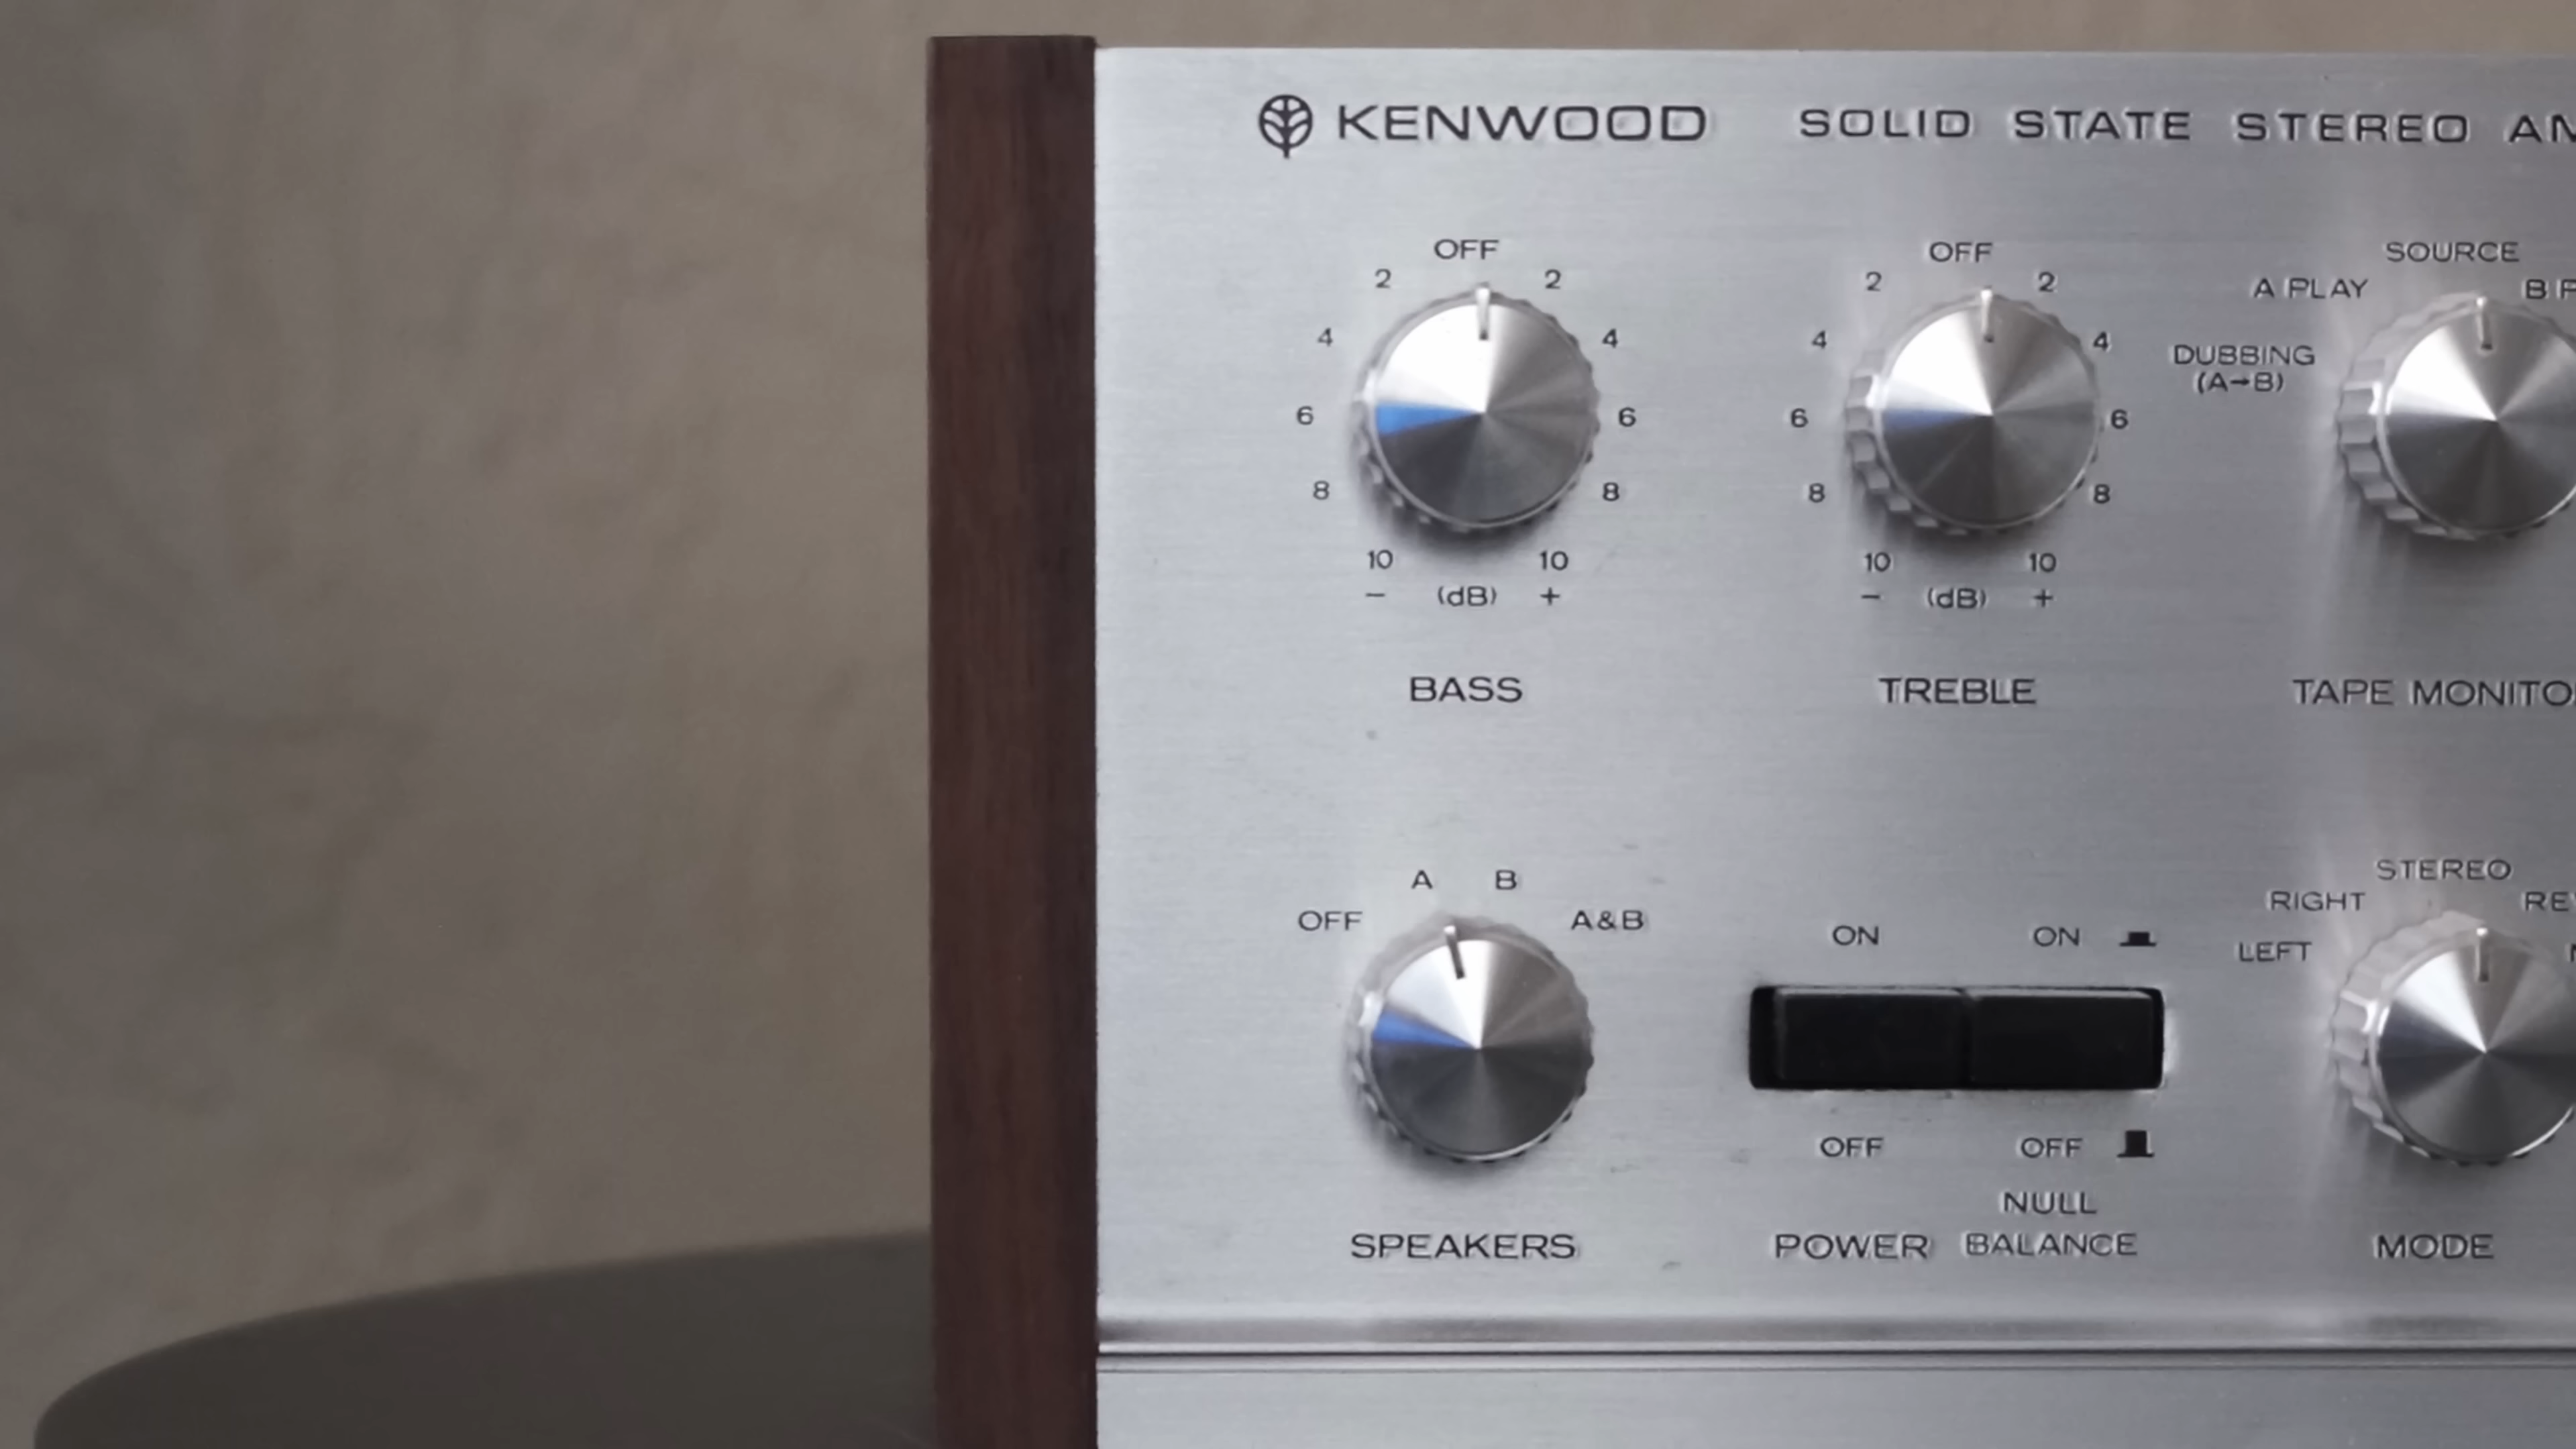 KENWOOD SOLID STATE STEREO
OFF
2 2
4 4
6 6
8 8
10 10
- (dB) +
BASS
OFF
2 2
4 4
6 6
8 8
10 10
- (dB) +
TREBLE
SOURCE
A PLAY B
DUBBING
(A→B)
TAPE
OFF A B A&B
SPEAKERS
ON ON
OFF OFF
NULL
POWER BALANCE
STEREO
RIGHT
LEFT
MODE